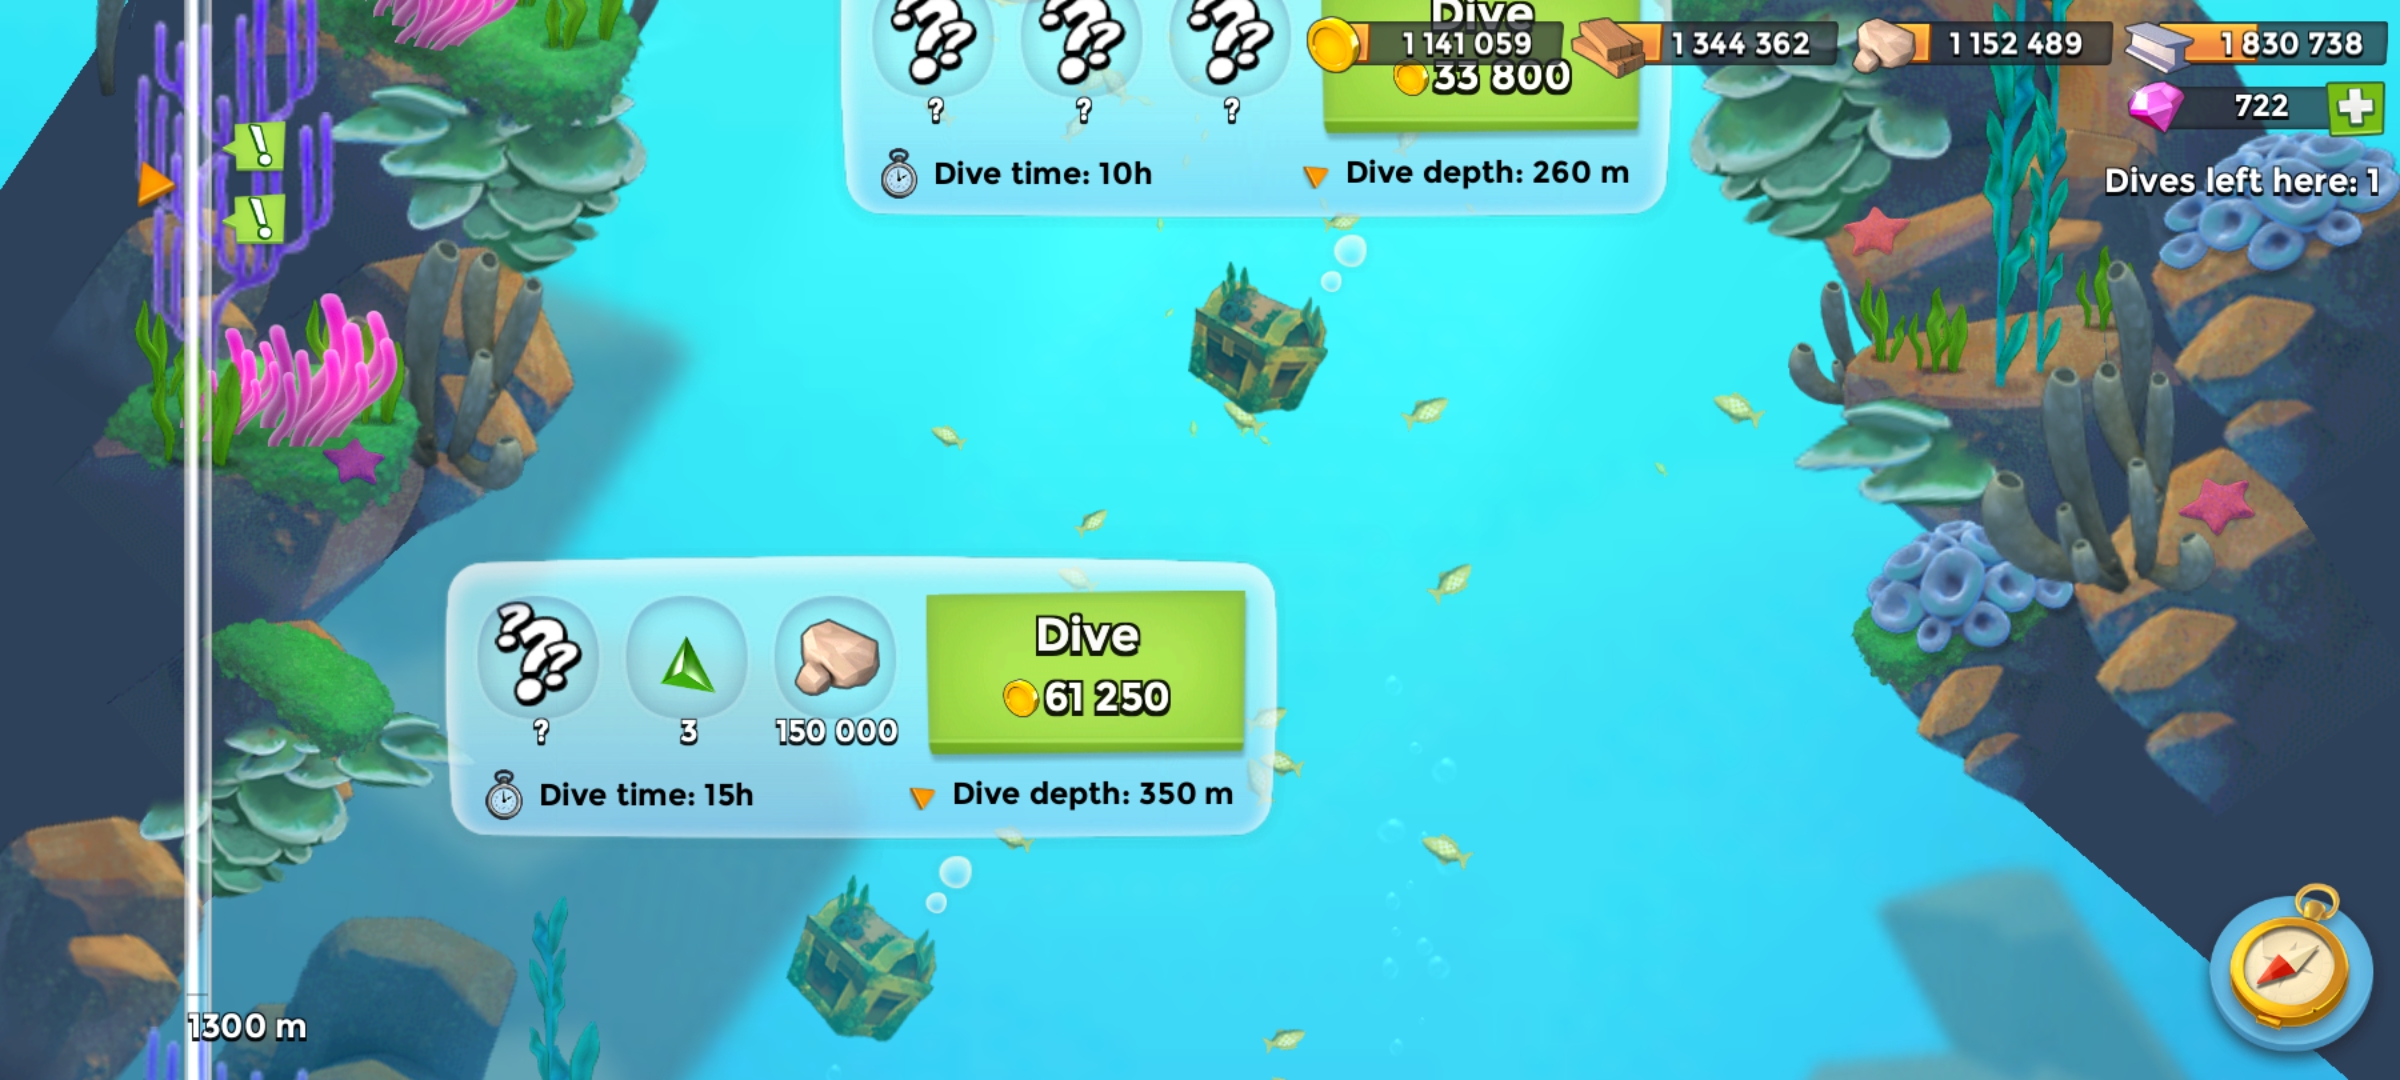 Dive
1 141 059
1 344 362
1 152 489
1 830 738
33 800
722
? ? ?
Dive time: 10h
Dive depth: 260 m
Dives left here: 1
!
!
???
Dive
61 250
? 3 150 000
Dive time: 15h
Dive depth: 350 m
1300 m